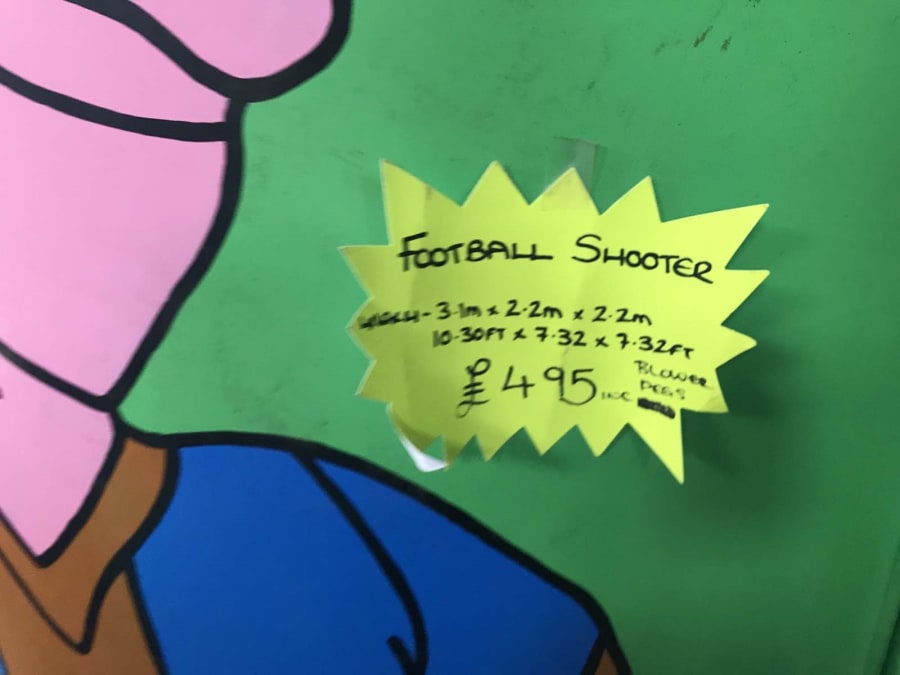 FOOTBALL SHOOTER
- 3.1m x 2.2m x 2.2m
10.30FT x 7.32 x 7.32FT
£495 INC BLOWER
PEGS